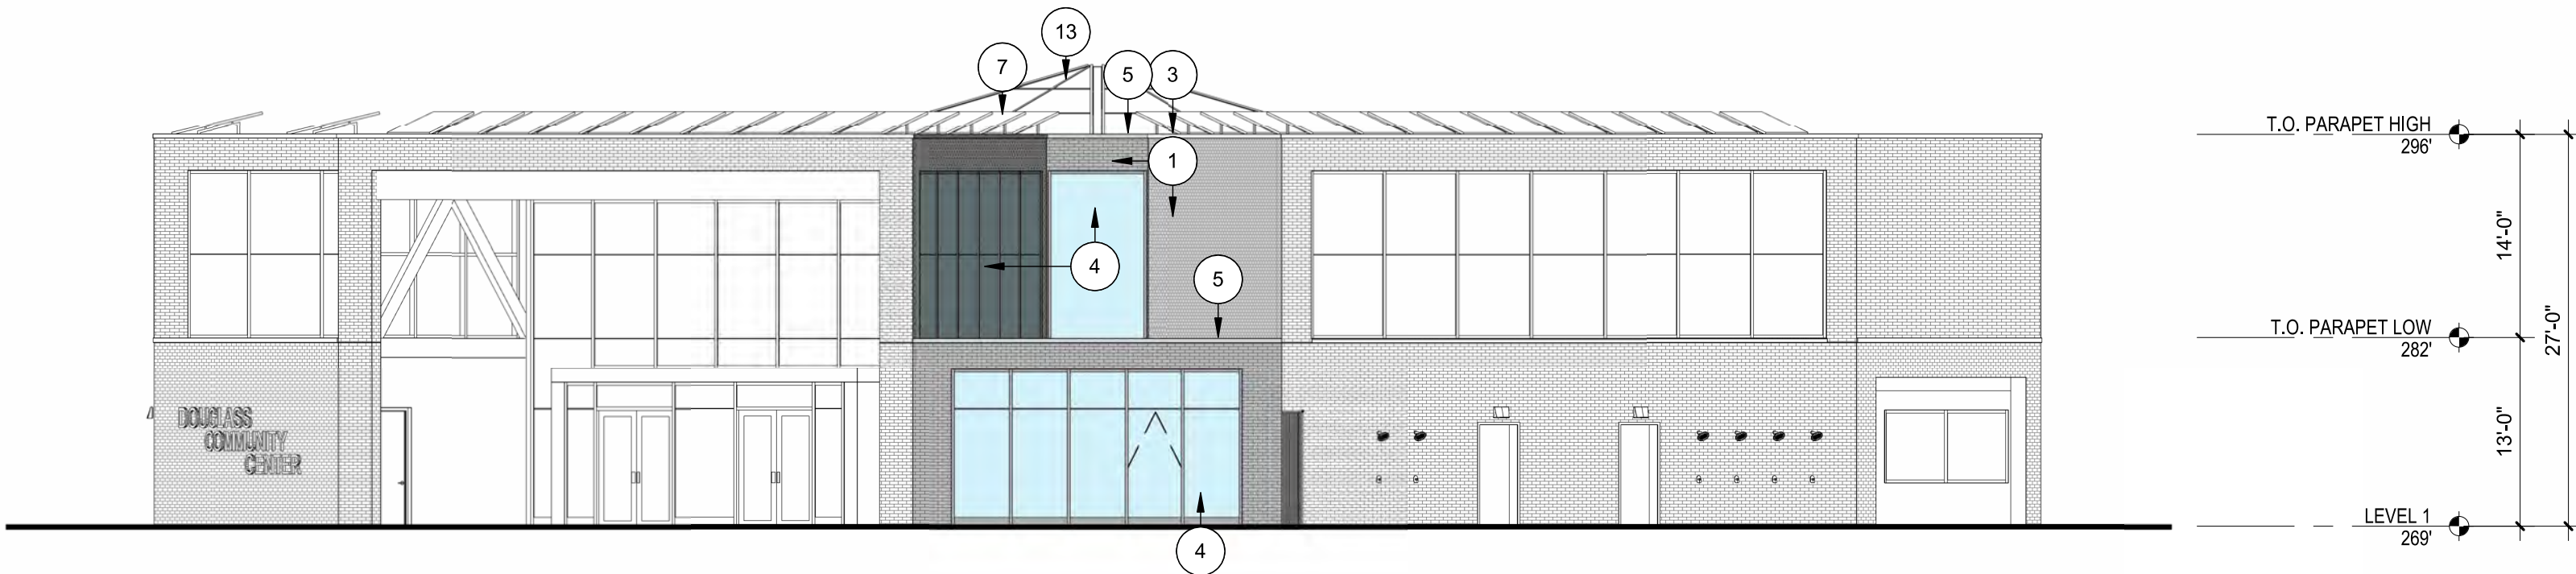 13
7
5
3
1
4
5
4
DOUGLASS
COMMUNITY
CENTER
T.O. PARAPET HIGH
296'
14'-0"
T.O. PARAPET LOW
282'
27'-0"
13'-0"
LEVEL 1
269'